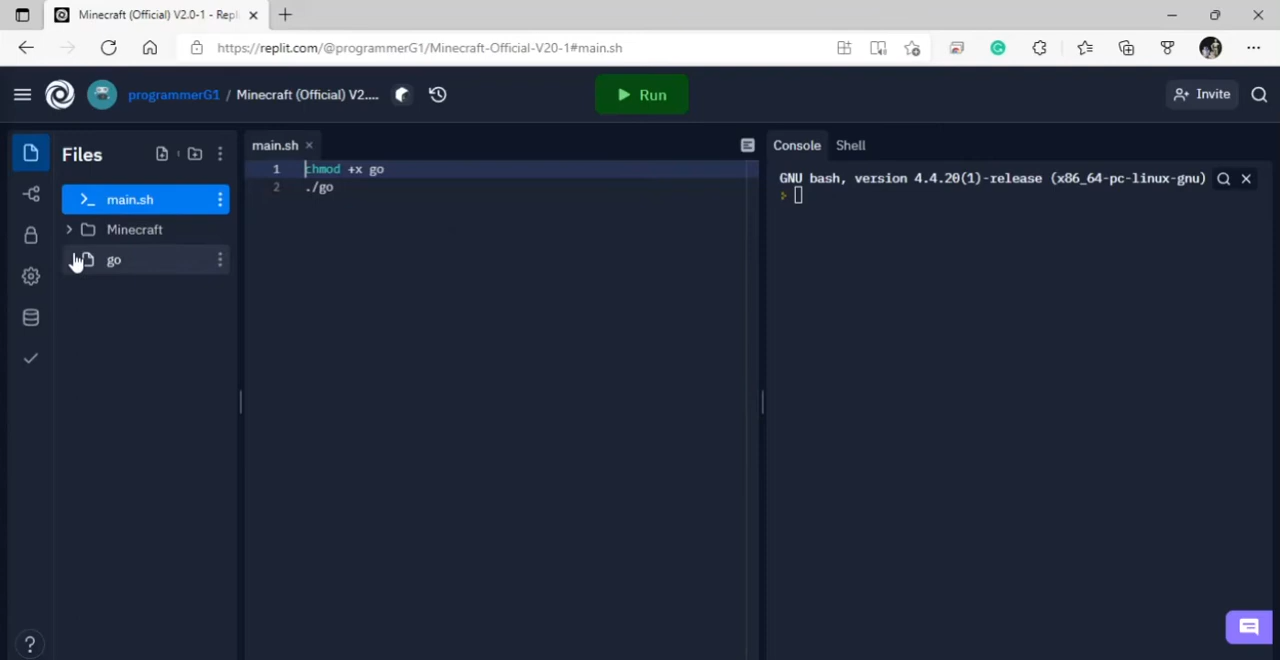 Minecraft (Official) V2.0-1 - Repl
https://replit.com/@programmerG1/Minecraft-Official-V20-1#main.sh
programmerG1 / Minecraft (Official) V2.... Run Invite
Files main.sh Console Shell
1 chmod +x go
2 ./go
GNU bash, version 4.4.20(1)-release (x86_64-pc-linux-gnu)
main.sh
Minecraft
go